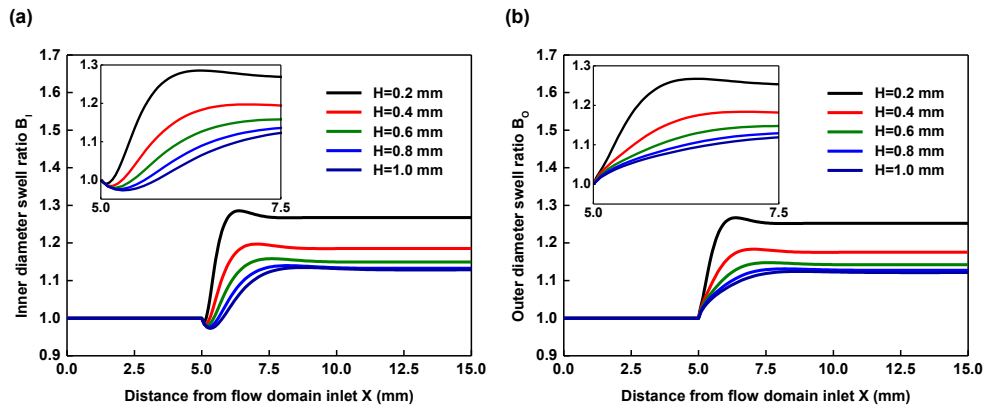 (a)
Inner diameter swell ratio B_I
1.7
1.6
1.5
1.4
1.3
1.2
1.1
1.0
0.9
1.3
1.2
1.1
1.0
5.0 7.5
H=0.2 mm
H=0.4 mm
H=0.6 mm
H=0.8 mm
H=1.0 mm
0.0 2.5 5.0 7.5 10.0 12.5 15.0
Distance from flow domain inlet X (mm)
(b)
Outer diameter swell ratio B_O
1.7
1.6
1.5
1.4
1.3
1.2
1.1
1.0
0.9
1.3
1.2
1.1
1.0
5.0 7.5
H=0.2 mm
H=0.4 mm
H=0.6 mm
H=0.8 mm
H=1.0 mm
0.0 2.5 5.0 7.5 10.0 12.5 15.0
Distance from flow domain inlet X (mm)